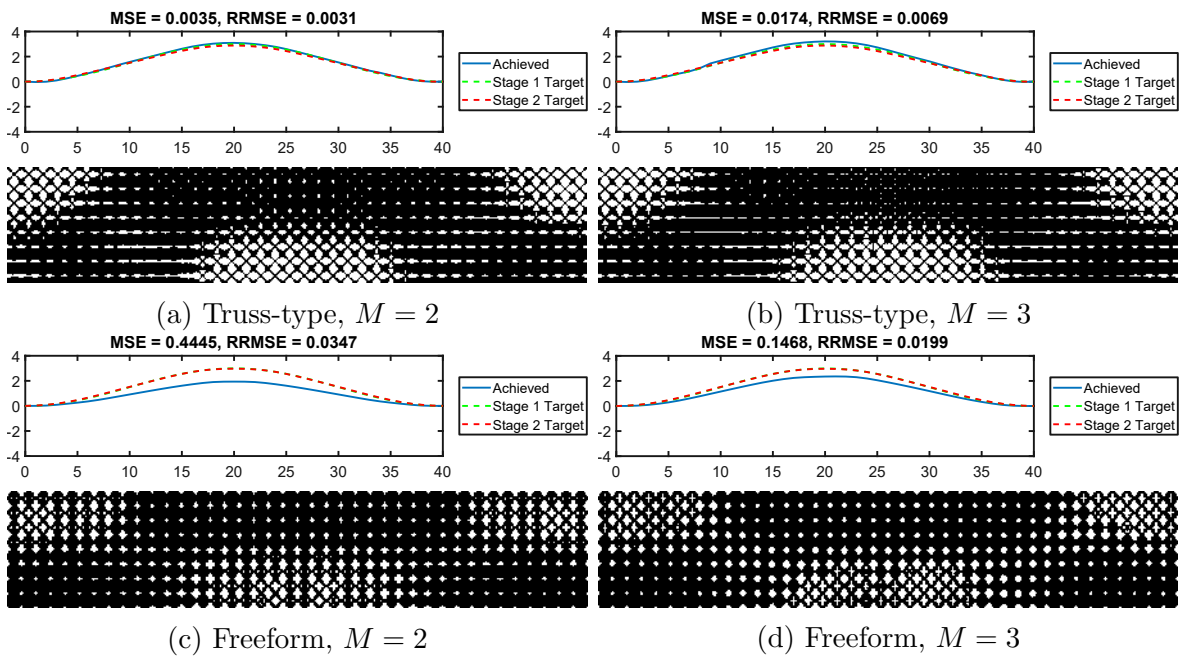 MSE = 0.0035, RRMSE = 0.0031
4
2
0
-2
-4
0 5 10 15 20 25 30 35 40
Achieved
Stage 1 Target
Stage 2 Target
(a) Truss-type, M = 2
MSE = 0.0174, RRMSE = 0.0069
4
2
0
-2
-4
0 5 10 15 20 25 30 35 40
Achieved
Stage 1 Target
Stage 2 Target
(b) Truss-type, M = 3
MSE = 0.4445, RRMSE = 0.0347
4
2
0
-2
-4
0 5 10 15 20 25 30 35 40
Achieved
Stage 1 Target
Stage 2 Target
(c) Freeform, M = 2
MSE = 0.1468, RRMSE = 0.0199
4
2
0
-2
-4
0 5 10 15 20 25 30 35 40
Achieved
Stage 1 Target
Stage 2 Target
(d) Freeform, M = 3